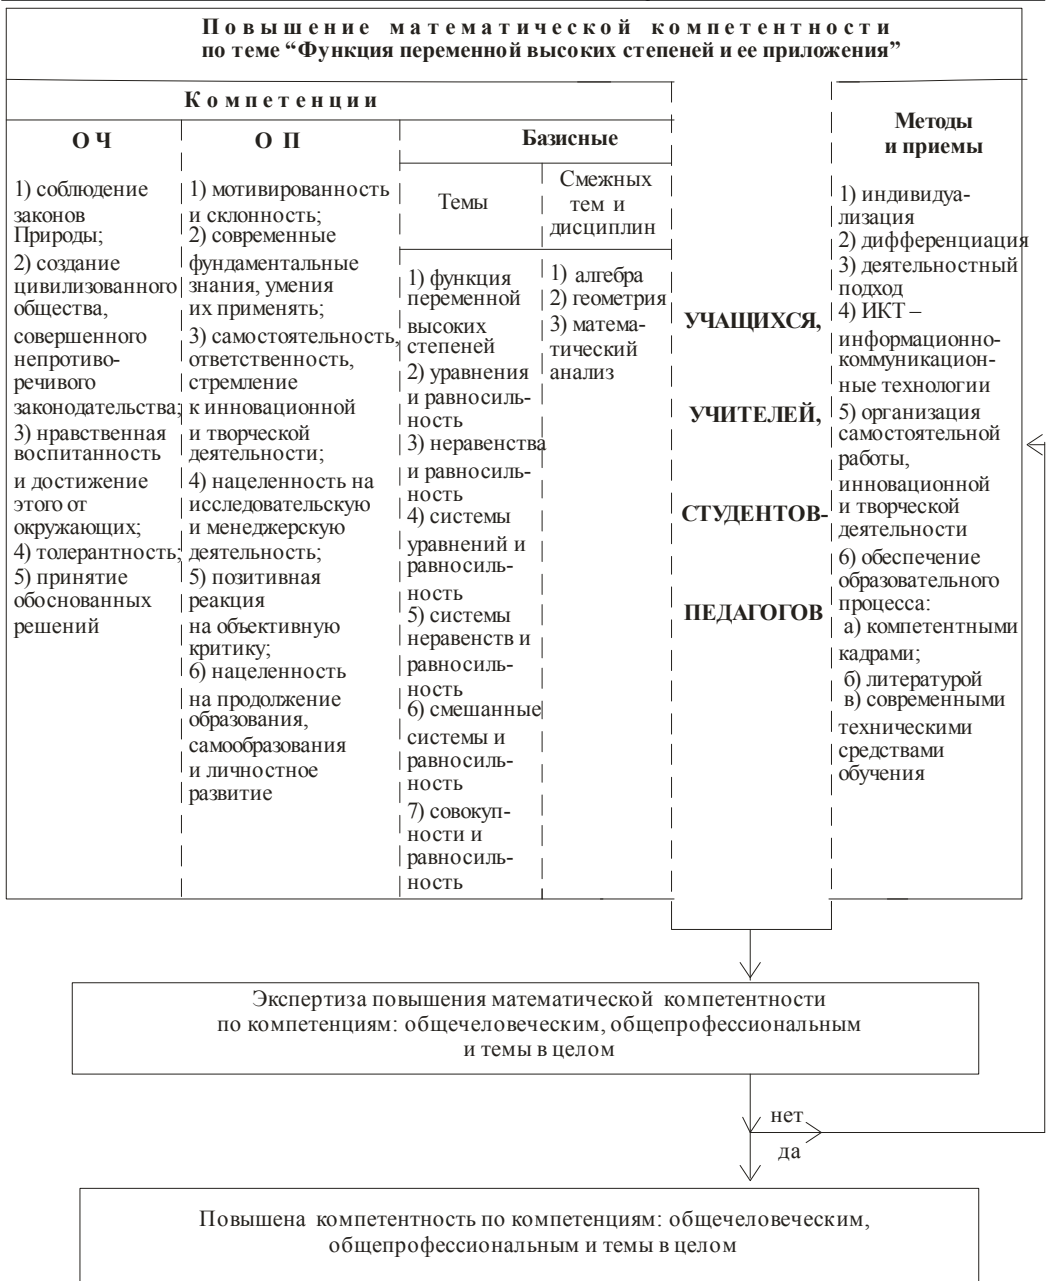 Повышение математической компетентности
по теме “Функция переменной высоких степеней и ее приложения”
Компетенции
О Ч
1) соблюдение
законов
Природы;
2) создание
цивилизованного
общества,
совершенного
непротиво-
речивого
законодательства;
3) нравственная
воспитанность
и достижение
этого от
окружающих;
4) толерантность;
5) принятие
обоснованных
решений
О П
1) мотивированность
и склонность;
2) современные
фундаментальные
знания, умения
их применять;
3) самостоятельность,
ответственность,
стремление
к инновационной
и творческой
деятельности;
4) нацеленность на
исследовательскую
и менеджерскую
деятельность;
5) позитивная
реакция
на объективную
критику;
6) нацеленность
на продолжение
образования,
самообразования
и личностное
развитие
Базисные
Темы
1) функция
переменной
высоких
степеней
2) уравнения
и равносиль-
ность
3) неравенства
и равносиль-
ность
4) системы
уравнений и
равносиль-
ность
5) системы
неравенств и
равносиль-
ность
6) смешанные
системы и
равносиль-
ность
7) совокуп-
ности и
равносиль-
ность
Смежных
тем и
дисциплин
1) алгебра
2) геометрия
3) матема-
тический
анализ
УЧАЩИХСЯ,
УЧИТЕЛЕЙ,
СТУДЕНТОВ-
ПЕДАГОГОВ
Методы
и приемы
1) индивидуа-
лизация
2) дифференциация
3) деятельностный
подход
4) ИКТ –
информационно-
коммуникацион-
ные технологии
5) организация
самостоятельной
работы,
инновационной
и творческой
деятельности
6) обеспечение
образовательного
процесса:
а) компетентными
кадрами;
б) литературой
в) современными
техническими
средствами
обучения
Экспертиза повышения математической компетентности
по компетенциям: общечеловеческим, общепрофессиональным
и темы в целом
нет
да
Повышена компетентность по компетенциям: общечеловеческим,
общепрофессиональным и темы в целом